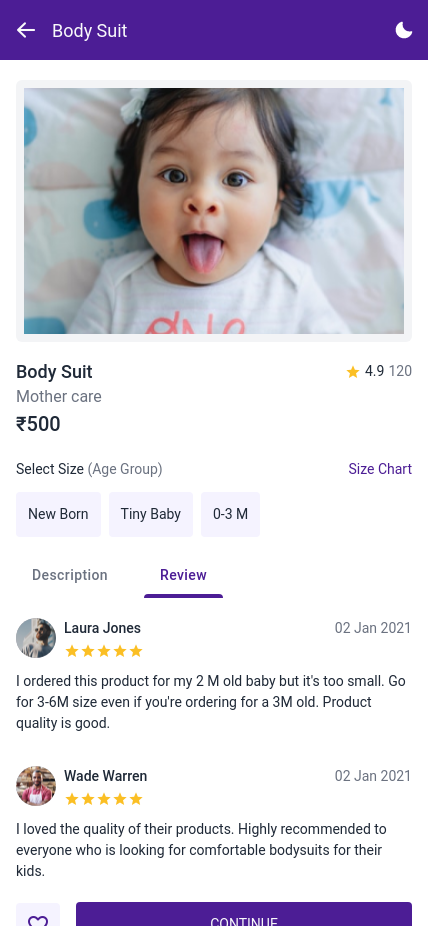 Body Suit
ONE
Body Suit
4.9 120
Mother care
₹500
Select Size (Age Group)
Size Chart
New Born
Tiny Baby
0-3 M
Description
Review
Laura Jones
02 Jan 2021
I ordered this product for my 2 M old baby but it's too small. Go
for 3-6M size even if you're ordering for a 3M old. Product
quality is good.
Wade Warren
02 Jan 2021
I loved the quality of their products. Highly recommended to
everyone who is looking for comfortable bodysuits for their
kids.
CONTINUE